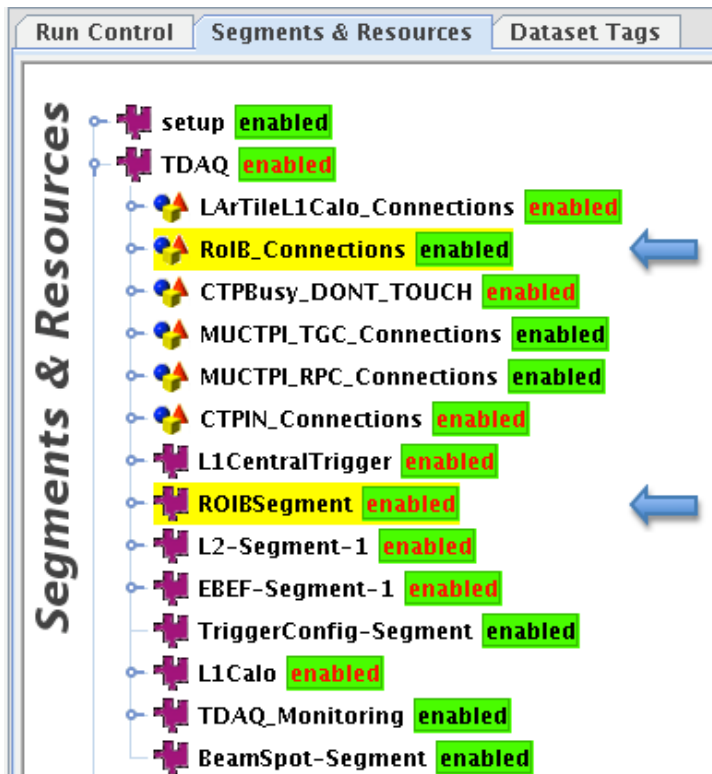 Run Control Segments & Resources Dataset Tags
Segments & Resources
setup enabled
TDAQ enabled
LArTileL1Calo_Connections enabled
RoIB_Connections enabled
CTPBusy_DONT_TOUCH enabled
MUCTPI_TGC_Connections enabled
MUCTPI_RPC_Connections enabled
CTPIN_Connections enabled
L1CentralTrigger enabled
ROIBSegment enabled
L2-Segment-1 enabled
EBEF-Segment-1 enabled
TriggerConfig-Segment enabled
L1Calo enabled
TDAQ_Monitoring enabled
BeamSpot-Segment enabled